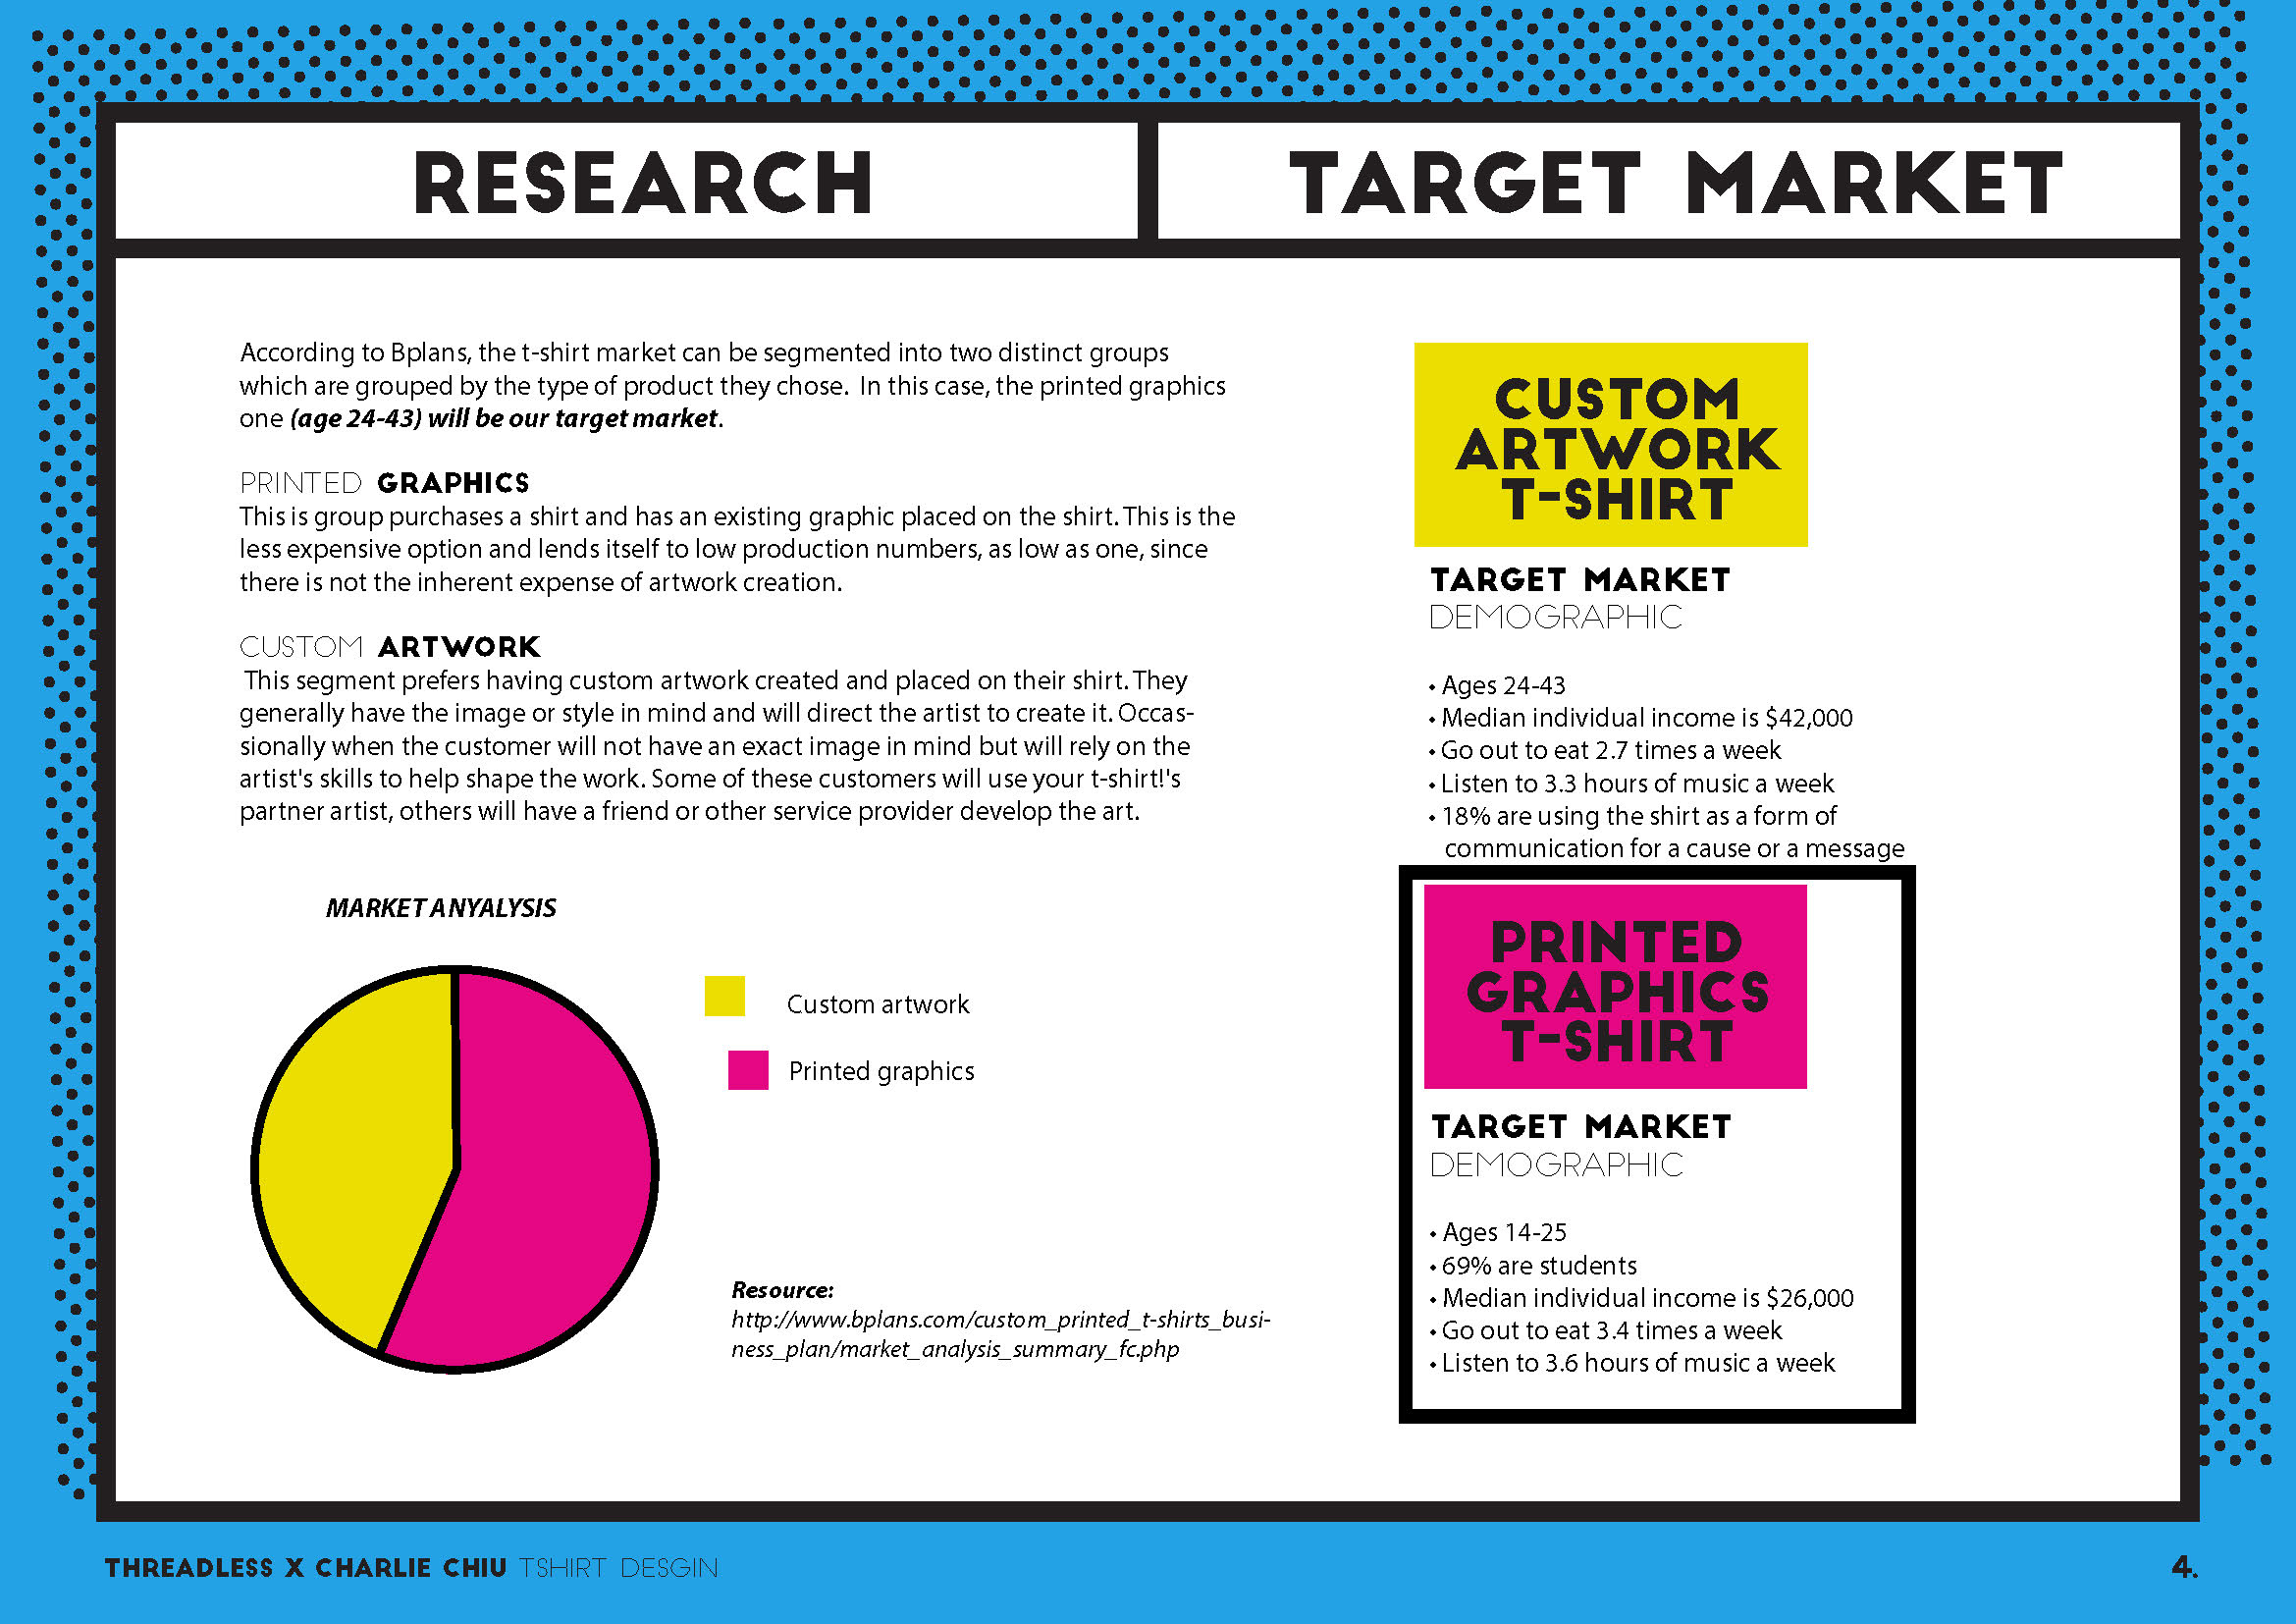 RESEARCH
TARGET MARKET
According to Bplans, the t-shirt market can be segmented into two distinct groups
which are grouped by the type of product they chose. In this case, the printed graphics
one (age 24-43) will be our target market.
PRINTED GRAPHICS
This is group purchases a shirt and has an existing graphic placed on the shirt. This is the
less expensive option and lends itself to low production numbers, as low as one, since
there is not the inherent expense of artwork creation.
CUSTOM ARTWORK
This segment prefers having custom artwork created and placed on their shirt. They
generally have the image or style in mind and will direct the artist to create it. Occas-
sionally when the customer will not have an exact image in mind but will rely on the
artist's skills to help shape the work. Some of these customers will use your t-shirt!'s
partner artist, others will have a friend or other service provider develop the art.
MARKET ANYALYSIS
Custom artwork
Printed graphics
Resource:
http://www.bplans.com/custom_printed_t-shirts_busi-
ness_plan/market_analysis_summary_fc.php
CUSTOM
ARTWORK
T-SHIRT
TARGET MARKET
DEMOGRAPHIC
• Ages 24-43
• Median individual income is $42,000
• Go out to eat 2.7 times a week
• Listen to 3.3 hours of music a week
• 18% are using the shirt as a form of
communication for a cause or a message
PRINTED
GRAPHICS
T-SHIRT
TARGET MARKET
DEMOGRAPHIC
• Ages 14-25
• 69% are students
• Median individual income is $26,000
• Go out to eat 3.4 times a week
• Listen to 3.6 hours of music a week
THREADLESS X CHARLIE CHIU TSHIRT DESGIN
4.